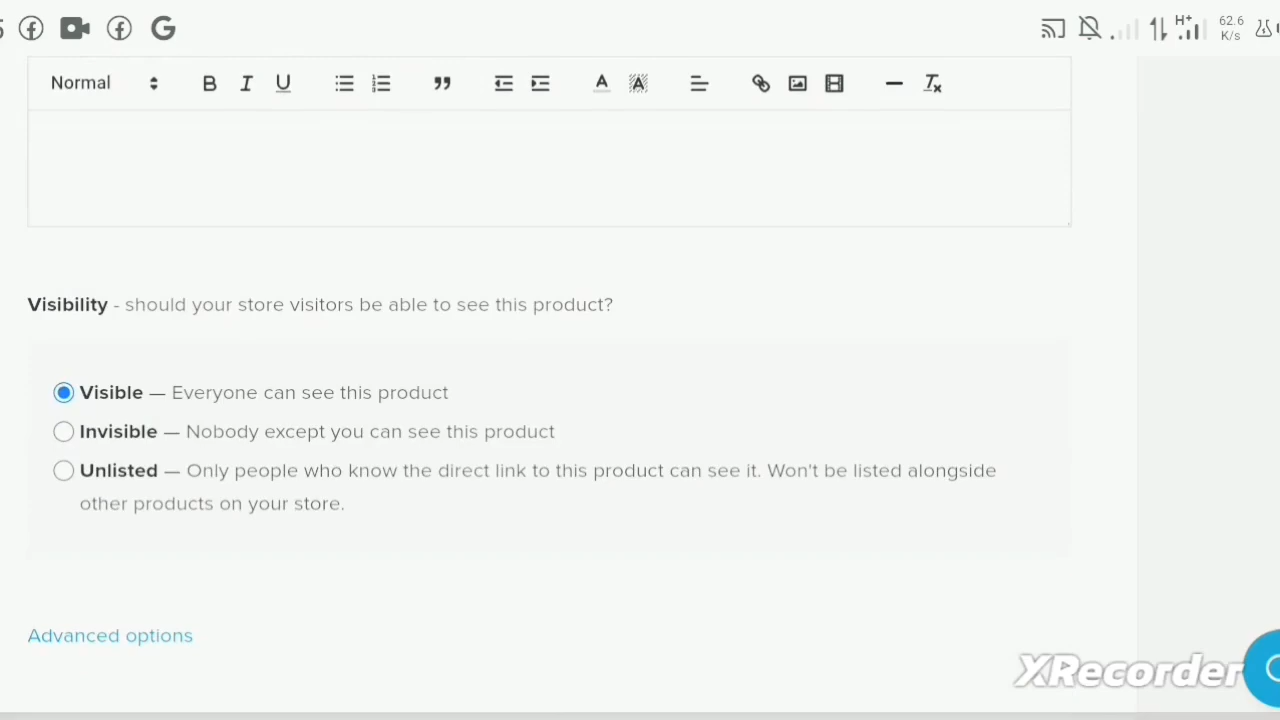 62.6
H+
K/s
Normal
Visibility - should your store visitors be able to see this product?
Visible — Everyone can see this product
Invisible — Nobody except you can see this product
Unlisted — Only people who know the direct link to this product can see it. Won't be listed alongside
other products on your store.
Advanced options
XRecorder